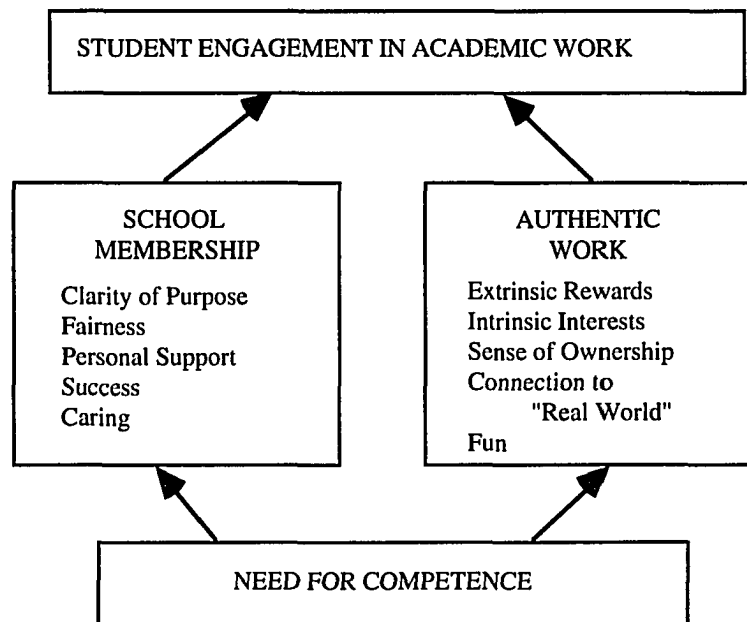 STUDENT ENGAGEMENT IN ACADEMIC WORK
SCHOOL
MEMBERSHIP
Clarity of Purpose
Fairness
Personal Support
Success
Caring
AUTHENTIC
WORK
Extrinsic Rewards
Intrinsic Interests
Sense of Ownership
Connection to
"Real World"
Fun
NEED FOR COMPETENCE